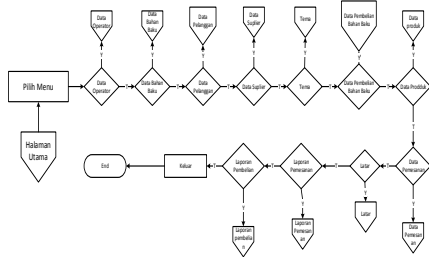 Data
Operator
Data
Bahan
Baku
Data
Pelanggan
Data
Suplier
Tema
Data Pembelian
Bahan Baku
Data
produk
Y
Y
Y
Y
Y
Y
Y
Pilih Menu
Data
Operator
T
Data Bahan
Baku
T
Data
Pelanggan
T
Data Suplier
T
Tema
T
Data Pembelian
Bahan Baku
T
Data Prodduk
T
Halaman
Utama
End
Keluar
T
Laporan
Pembelian
T
Laporan
Pemesanan
T
Latar
T
Data
Pemesanan
Y
Y
Y
Y
Laporan
pembelia
n
Laporan
Pemesan
an
Latar
Data
Pemesan
an